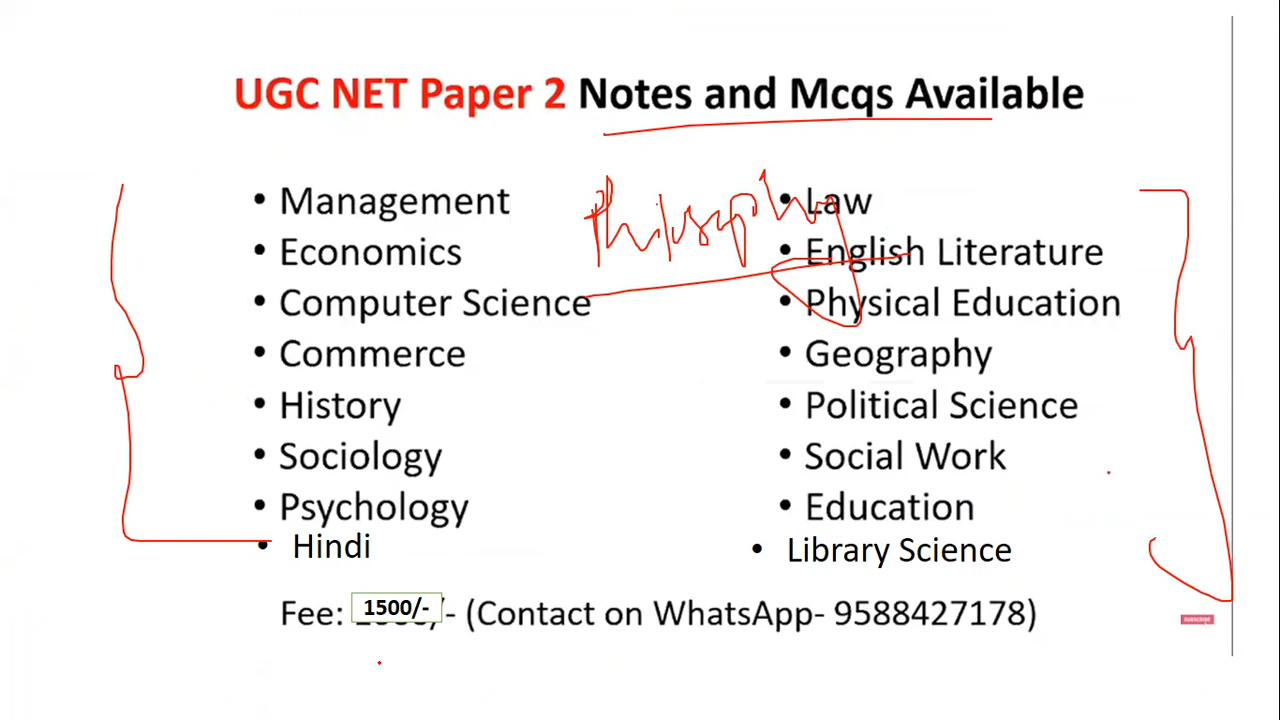 UGC NET Paper 2 Notes and Mcqs Available
• Management
• Economics
• Computer Science
• Commerce
• History
• Sociology
• Psychology
• Hindi
Philosophy
• Law
• English Literature
• Physical Education
• Geography
• Political Science
• Social Work
• Education
• Library Science
Fee: 1500/- /- (Contact on WhatsApp- 9588427178)
SUBSCRIBE